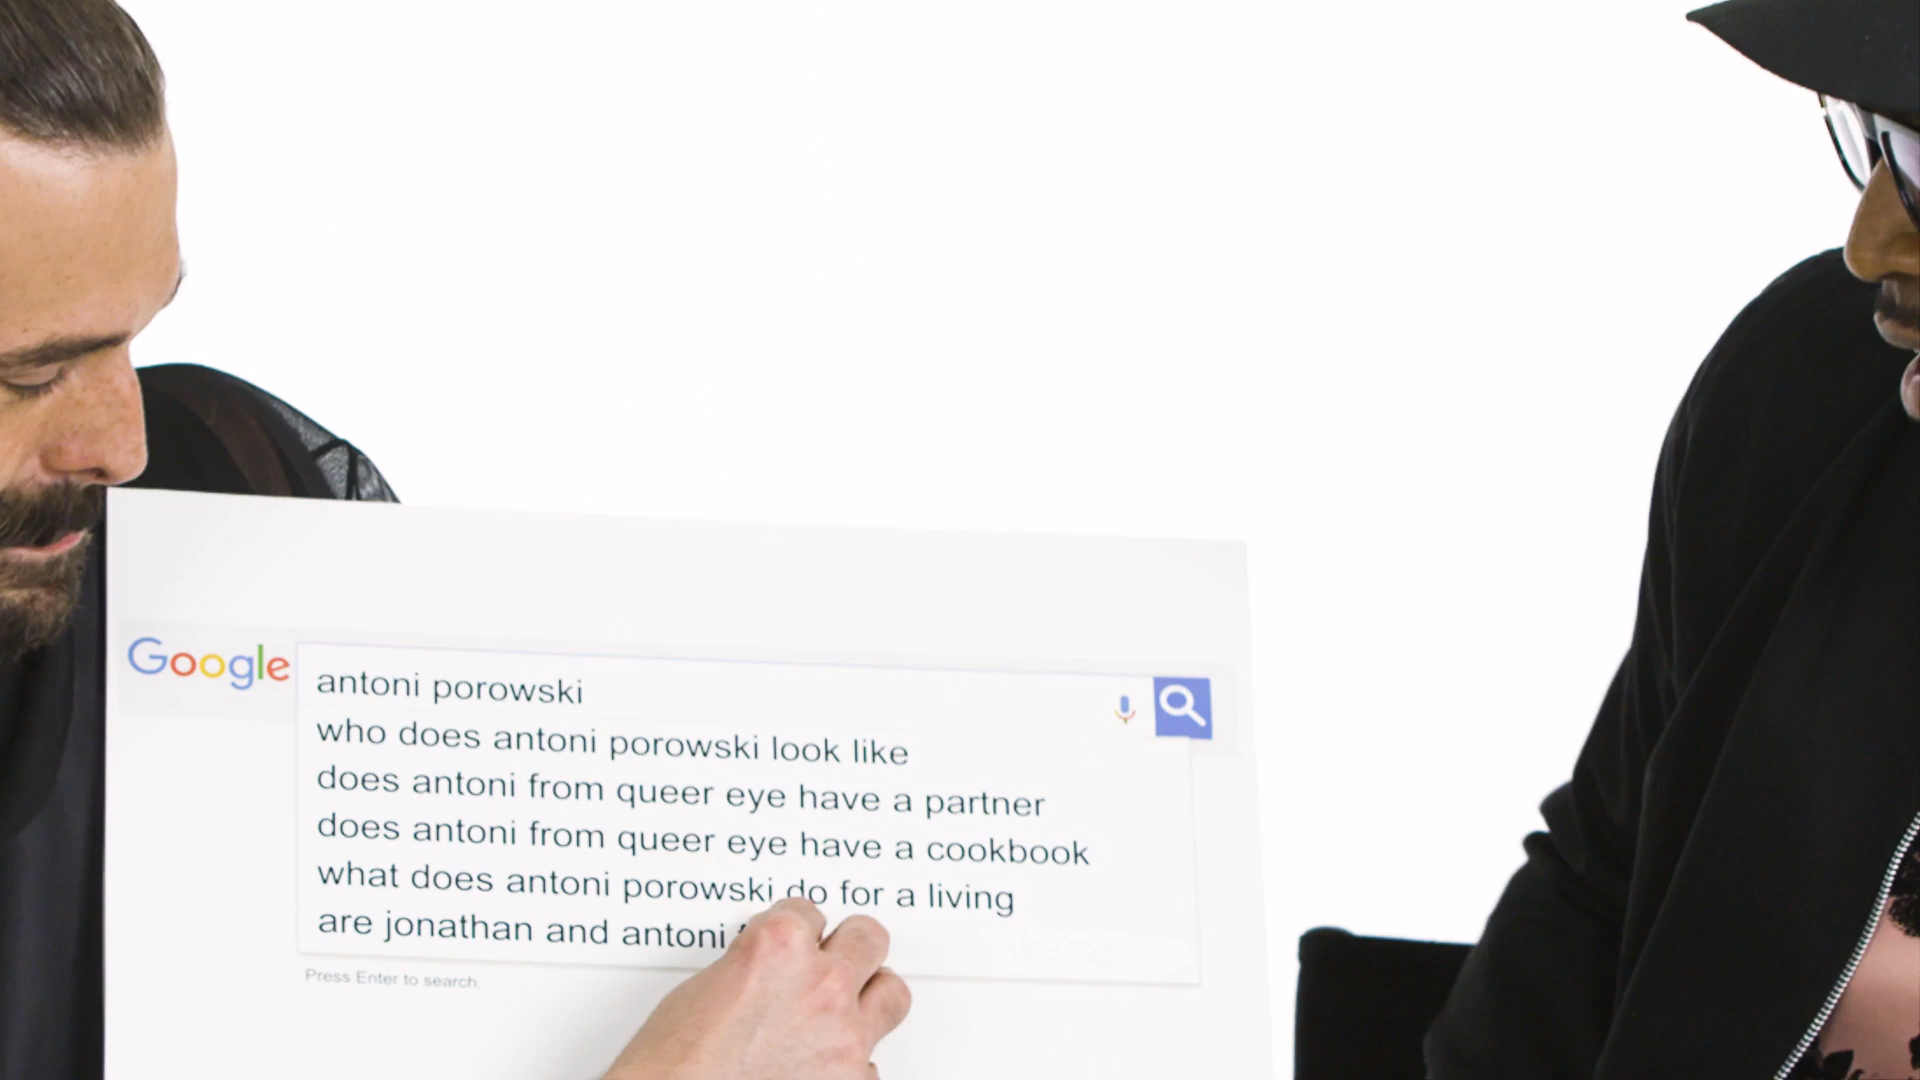 Google
antoni porowski
who does antoni porowski look like
does antoni from queer eye have a partner
does antoni from queer eye have a cookbook
what does antoni porowski do for a living
are jonathan and antoni
Press Enter to search.